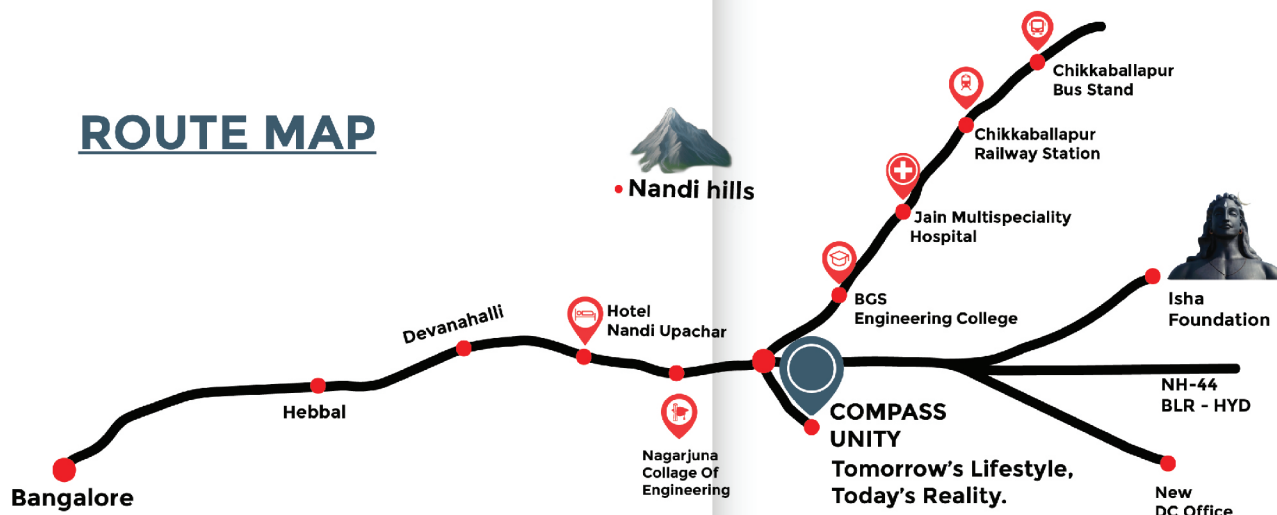 ROUTE MAP
Nandi hills
Chikkaballapur
Bus Stand
Chikkaballapur
Railway Station
Jain Multispeciality
Hospital
BGS
Engineering College
Isha
Foundation
NH-44
BLR - HYD
New
DC Office
COMPASS
UNITY
Tomorrow's Lifestyle,
Today's Reality.
Hotel
Nandi Upachar
Nagarjuna
Collage Of
Engineering
Devanahalli
Hebbal
Bangalore